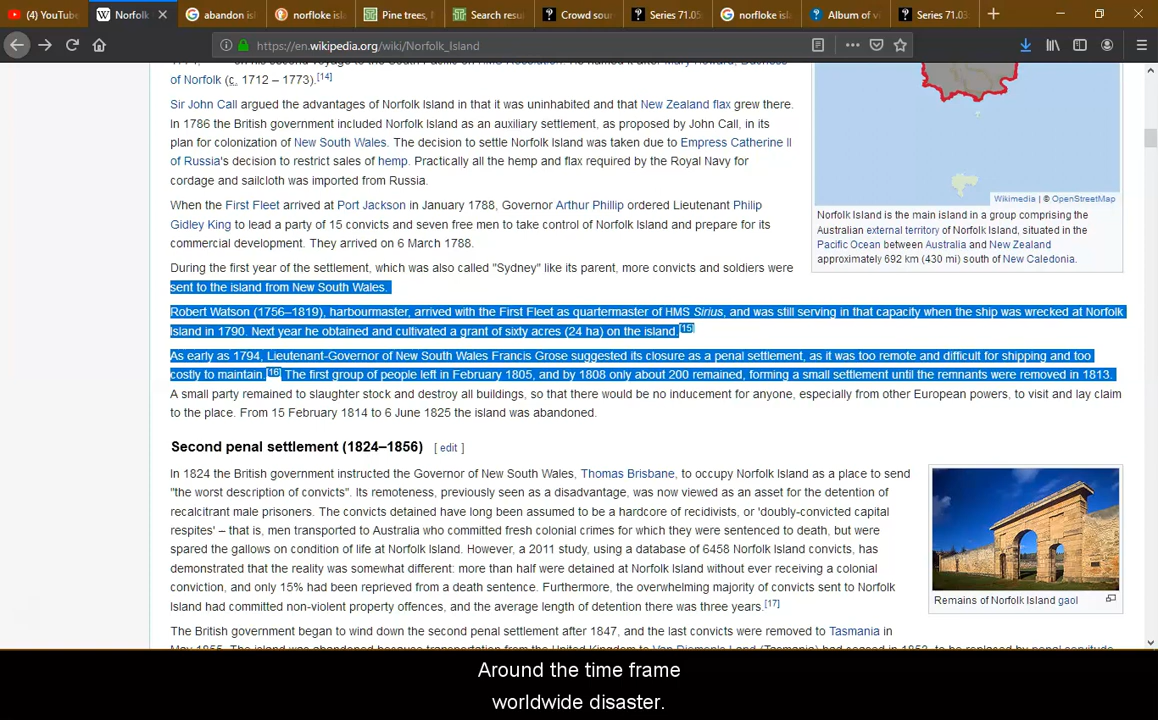 (4) YouTube
Norfolk
abandon isl
norfloke isla
Pine trees, N
Search resul
Crowd sour
Series 71.05
norfloke isl
Album of vi
Series 71.03
https://en.wikipedia.org/wiki/Norfolk_Island
of Norfolk (c. 1712 – 1773).[14]
Sir John Call argued the advantages of Norfolk Island in that it was uninhabited and that New Zealand flax grew there.
In 1786 the British government included Norfolk Island as an auxiliary settlement, as proposed by John Call, in its
plan for colonization of New South Wales. The decision to settle Norfolk Island was taken due to Empress Catherine II
of Russia's decision to restrict sales of hemp. Practically all the hemp and flax required by the Royal Navy for
cordage and sailcloth was imported from Russia.
When the First Fleet arrived at Port Jackson in January 1788, Governor Arthur Phillip ordered Lieutenant Philip
Gidley King to lead a party of 15 convicts and seven free men to take control of Norfolk Island and prepare for its
commercial development. They arrived on 6 March 1788.
During the first year of the settlement, which was also called "Sydney" like its parent, more convicts and soldiers were
sent to the island from New South Wales.
Robert Watson (1756–1819), harbourmaster, arrived with the First Fleet as quartermaster of HMS Sirius, and was still serving in that capacity when the ship was wrecked at Norfolk
Island in 1790. Next year he obtained and cultivated a grant of sixty acres (24 ha) on the island.[15]
As early as 1794, Lieutenant-Governor of New South Wales Francis Grose suggested its closure as a penal settlement, as it was too remote and difficult for shipping and too
costly to maintain.[16] The first group of people left in February 1805, and by 1808 only about 200 remained, forming a small settlement until the remnants were removed in 1813.
A small party remained to slaughter stock and destroy all buildings, so that there would be no inducement for anyone, especially from other European powers, to visit and lay claim
to the place. From 15 February 1814 to 6 June 1825 the island was abandoned.
Wikimedia | © OpenStreetMap
Norfolk Island is the main island in a group comprising the
Australian external territory of Norfolk Island, situated in the
Pacific Ocean between Australia and New Zealand
approximately 692 km (430 mi) south of New Caledonia.
Second penal settlement (1824–1856) [ edit ]
In 1824 the British government instructed the Governor of New South Wales, Thomas Brisbane, to occupy Norfolk Island as a place to send
"the worst description of convicts". Its remoteness, previously seen as a disadvantage, was now viewed as an asset for the detention of
recalcitrant male prisoners. The convicts detained have long been assumed to be a hardcore of recidivists, or 'doubly-convicted capital
respites' – that is, men transported to Australia who committed fresh colonial crimes for which they were sentenced to death, but were
spared the gallows on condition of life at Norfolk Island. However, a 2011 study, using a database of 6458 Norfolk Island convicts, has
demonstrated that the reality was somewhat different: more than half were detained at Norfolk Island without ever receiving a colonial
conviction, and only 15% had been reprieved from a death sentence. Furthermore, the overwhelming majority of convicts sent to Norfolk
Island had committed non-violent property offences, and the average length of detention there was three years.[17]
Remains of Norfolk Island gaol
The British government began to wind down the second penal settlement after 1847, and the last convicts were removed to Tasmania in
Around the time frame
worldwide disaster.